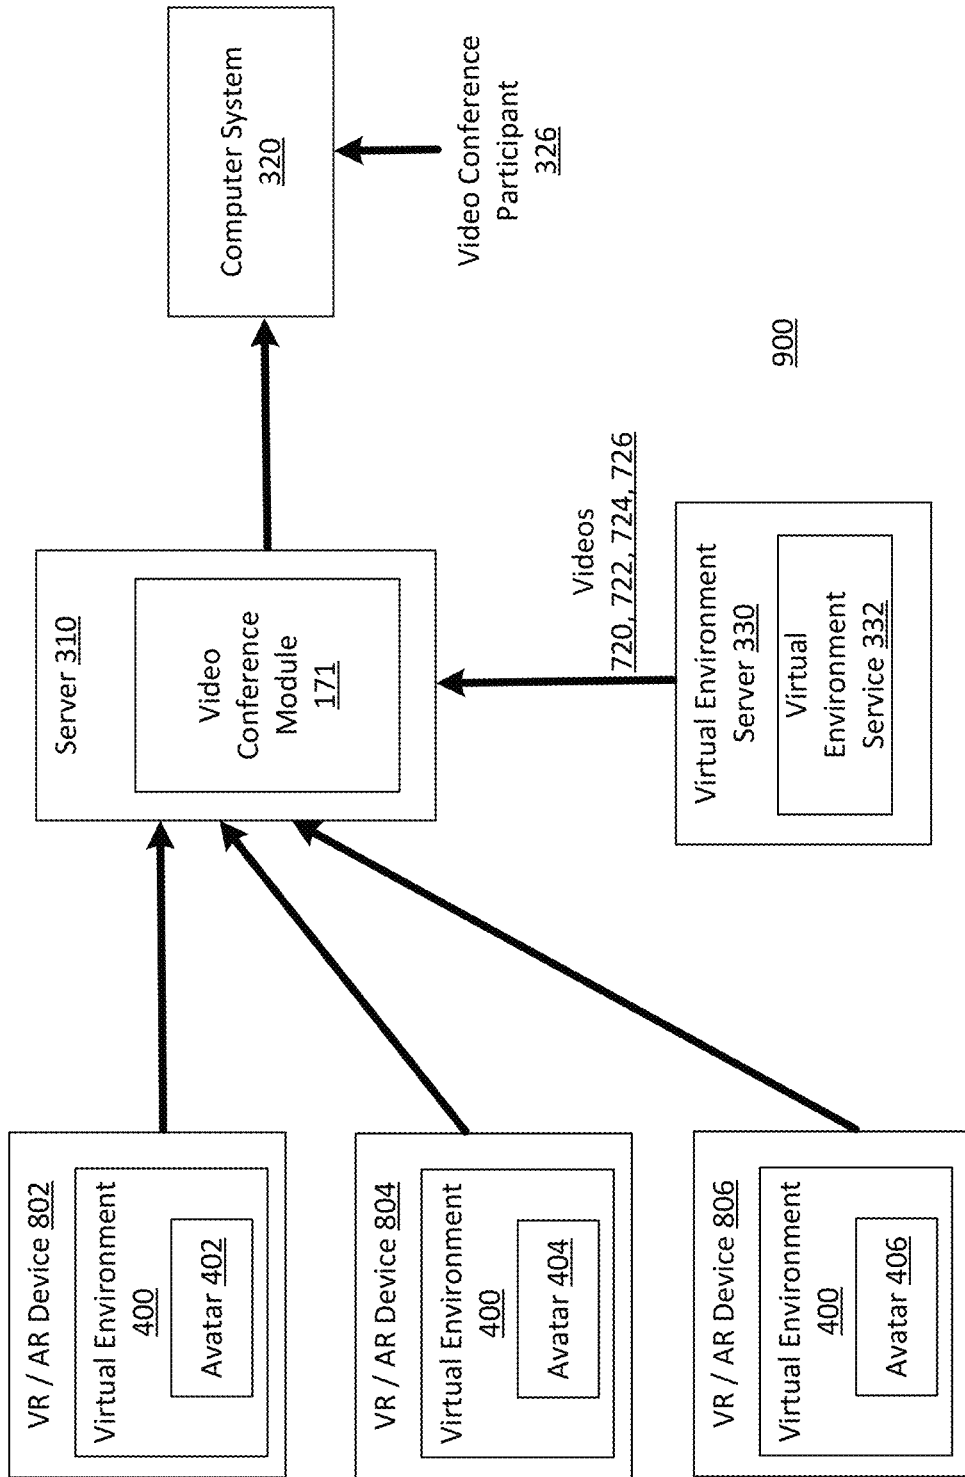 VR / AR Device 802
Virtual Environment
400
Avatar 402
VR / AR Device 804
Virtual Environment
400
Avatar 404
VR / AR Device 806
Virtual Environment
400
Avatar 406
Server 310
Video
Conference
Module
171
Videos
720, 722, 724, 726
Virtual Environment
Server 330
Virtual
Environment
Service 332
Computer System
320
Video Conference
Participant
326
900